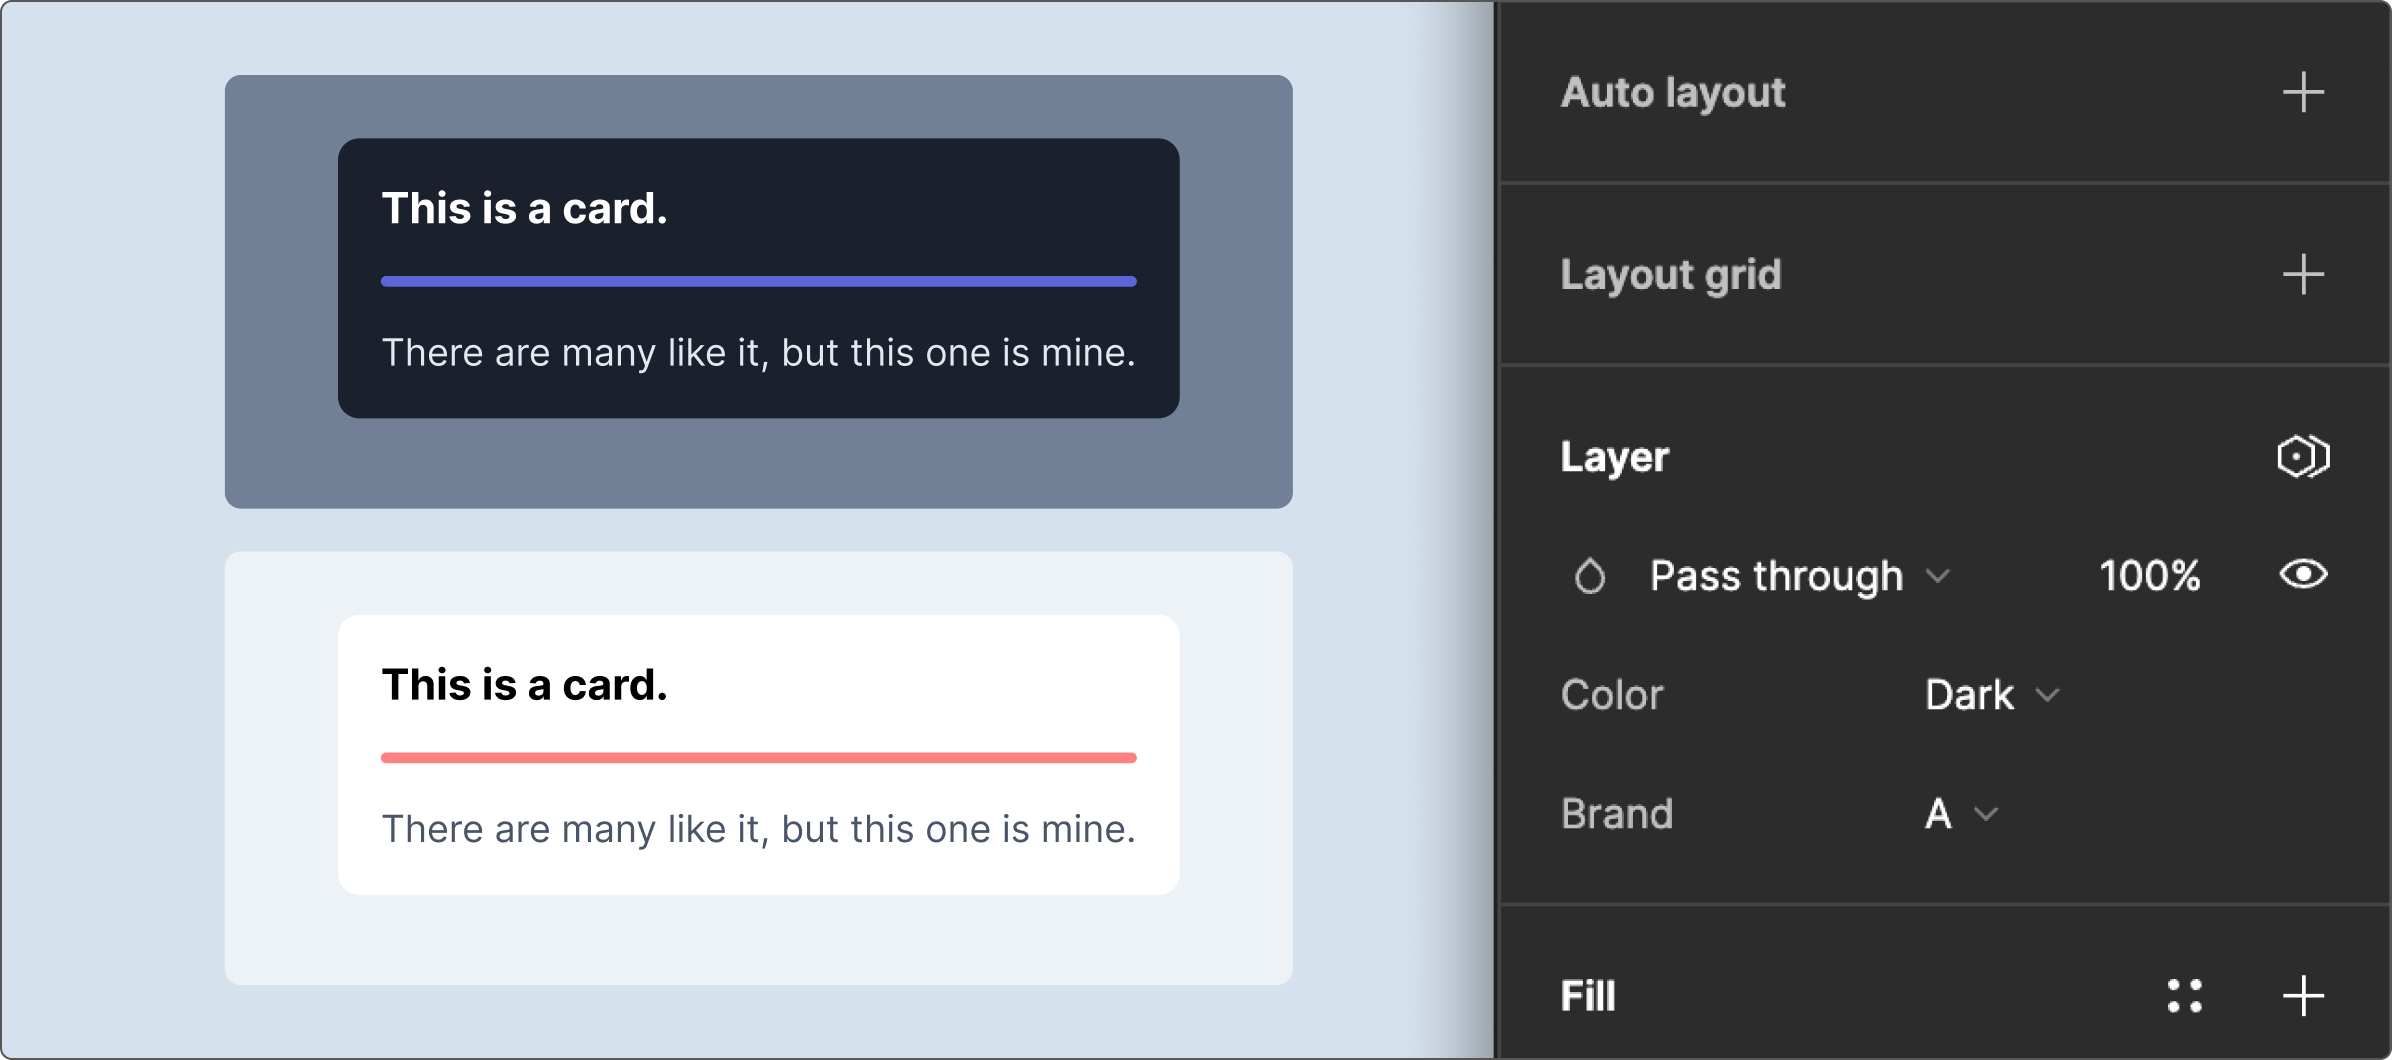 This is a card.
There are many like it, but this one is mine.
This is a card.
There are many like it, but this one is mine.
Auto layout
Layout grid
Layer
Pass through 100%
Color Dark
Brand A
Fill